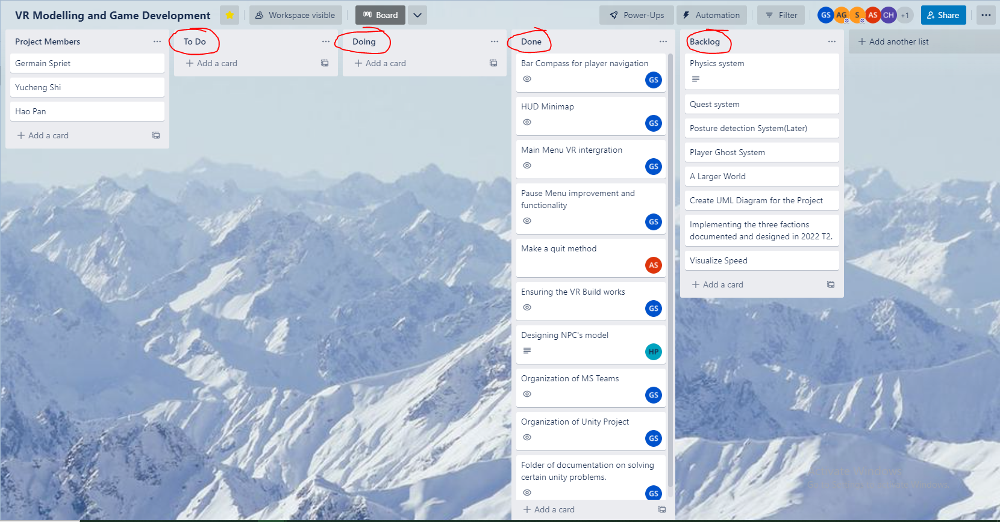 VR Modelling and Game Development
Workspace visible
Board
Power-Ups
Automation
Filter
GS
AG
S
AS
CH
+1
Share
Project Members
Germain Spriet
Yucheng Shi
Hao Pan
+ Add a card
To Do
+ Add a card
Doing
+ Add a card
Done
Bar Compass for player navigation
GS
HUD Minimap
GS
Main Menu VR intergration
GS
Pause Menu improvement and
functionality
GS
Make a quit method
AS
Ensuring the VR Build works
GS
Designing NPC's model
HP
Organization of MS Teams
GS
Organization of Unity Project
GS
Folder of documentation on solving
certain unity problems.
GS
+ Add a card
Backlog
Physics system
Quest system
Posture detection System(Later)
Player Ghost System
A Larger World
Create UML Diagram for the Project
Implementing the three factions
documented and designed in 2022 T2.
Visualize Speed
+ Add a card
+ Add another list
Activate Windows